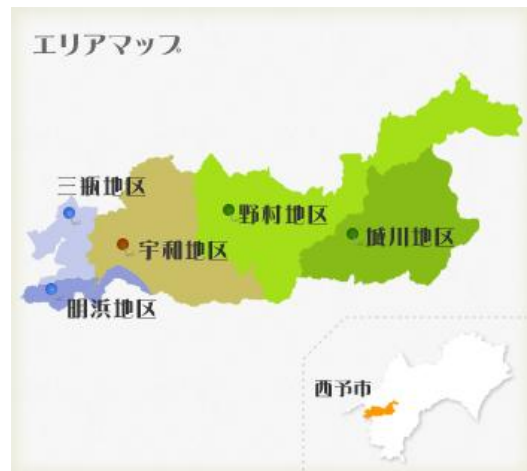 エリアマップ
三瓶地区
野村地区
城川地区
宇和地区
明浜地区
西予市